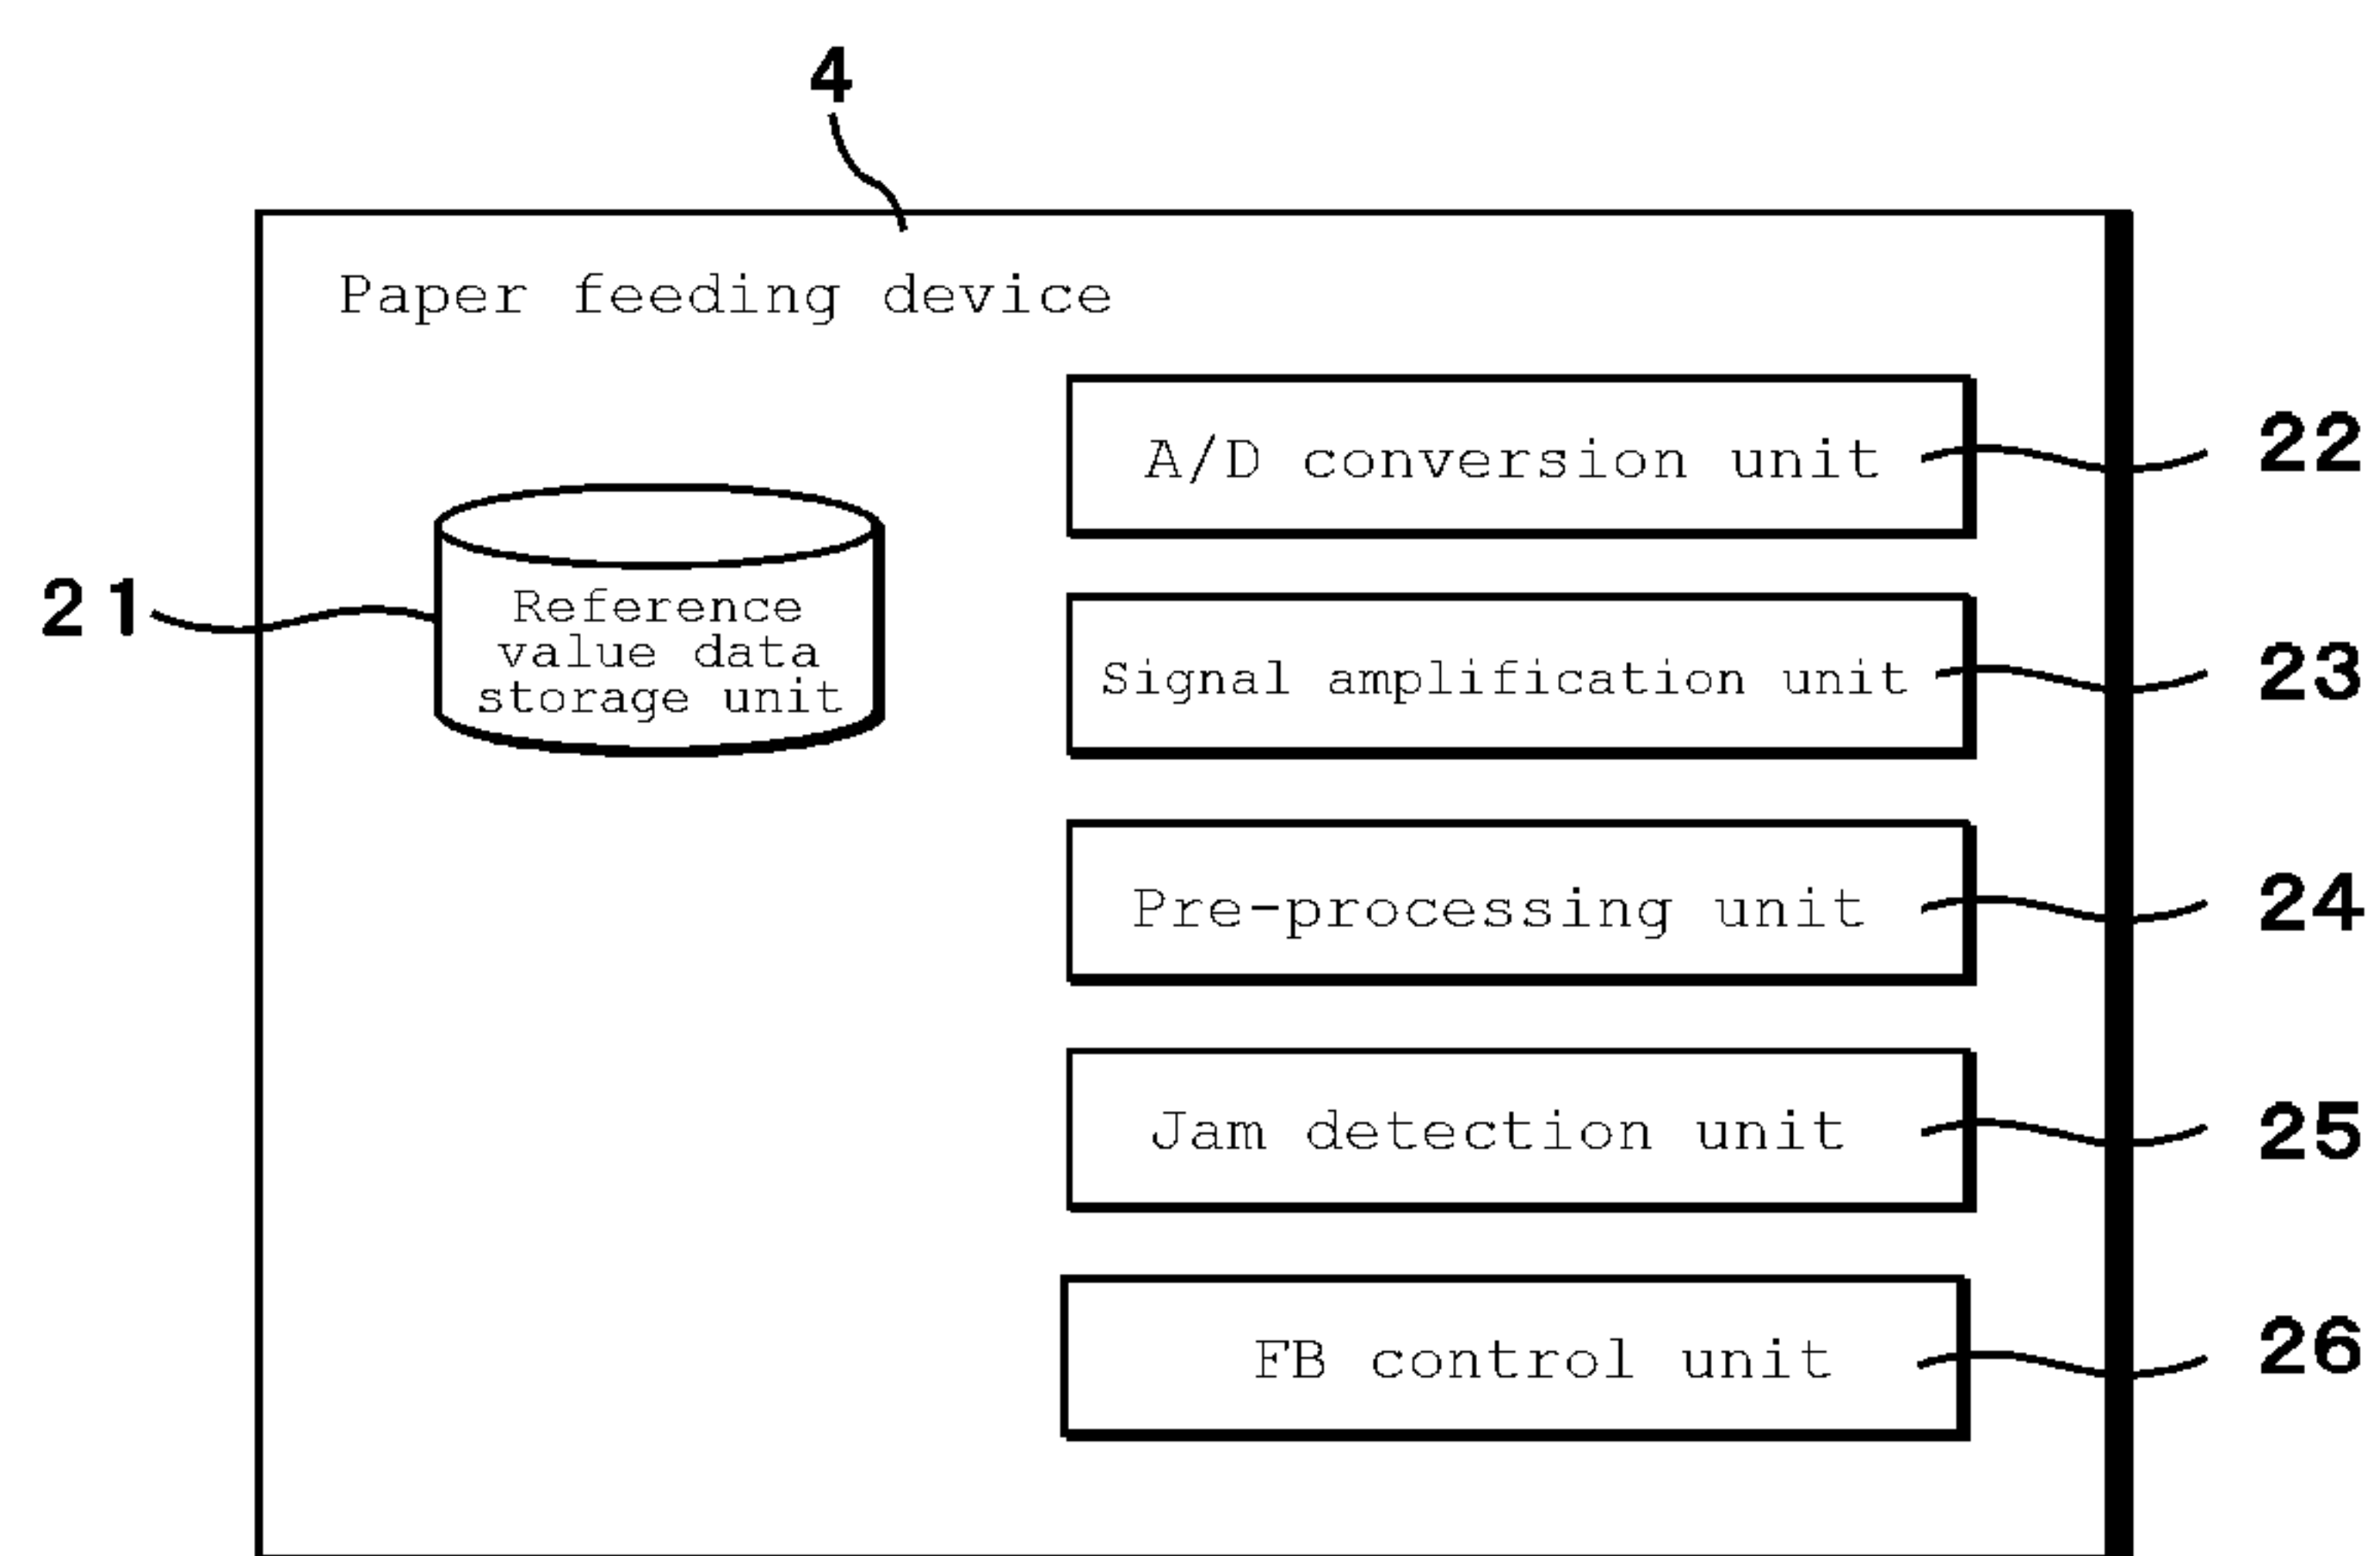 4
Paper feeding device
A/D conversion unit
22
21
Reference
value data
storage unit
Signal amplification unit
23
Pre-processing unit
24
Jam detection unit
25
FB control unit
26